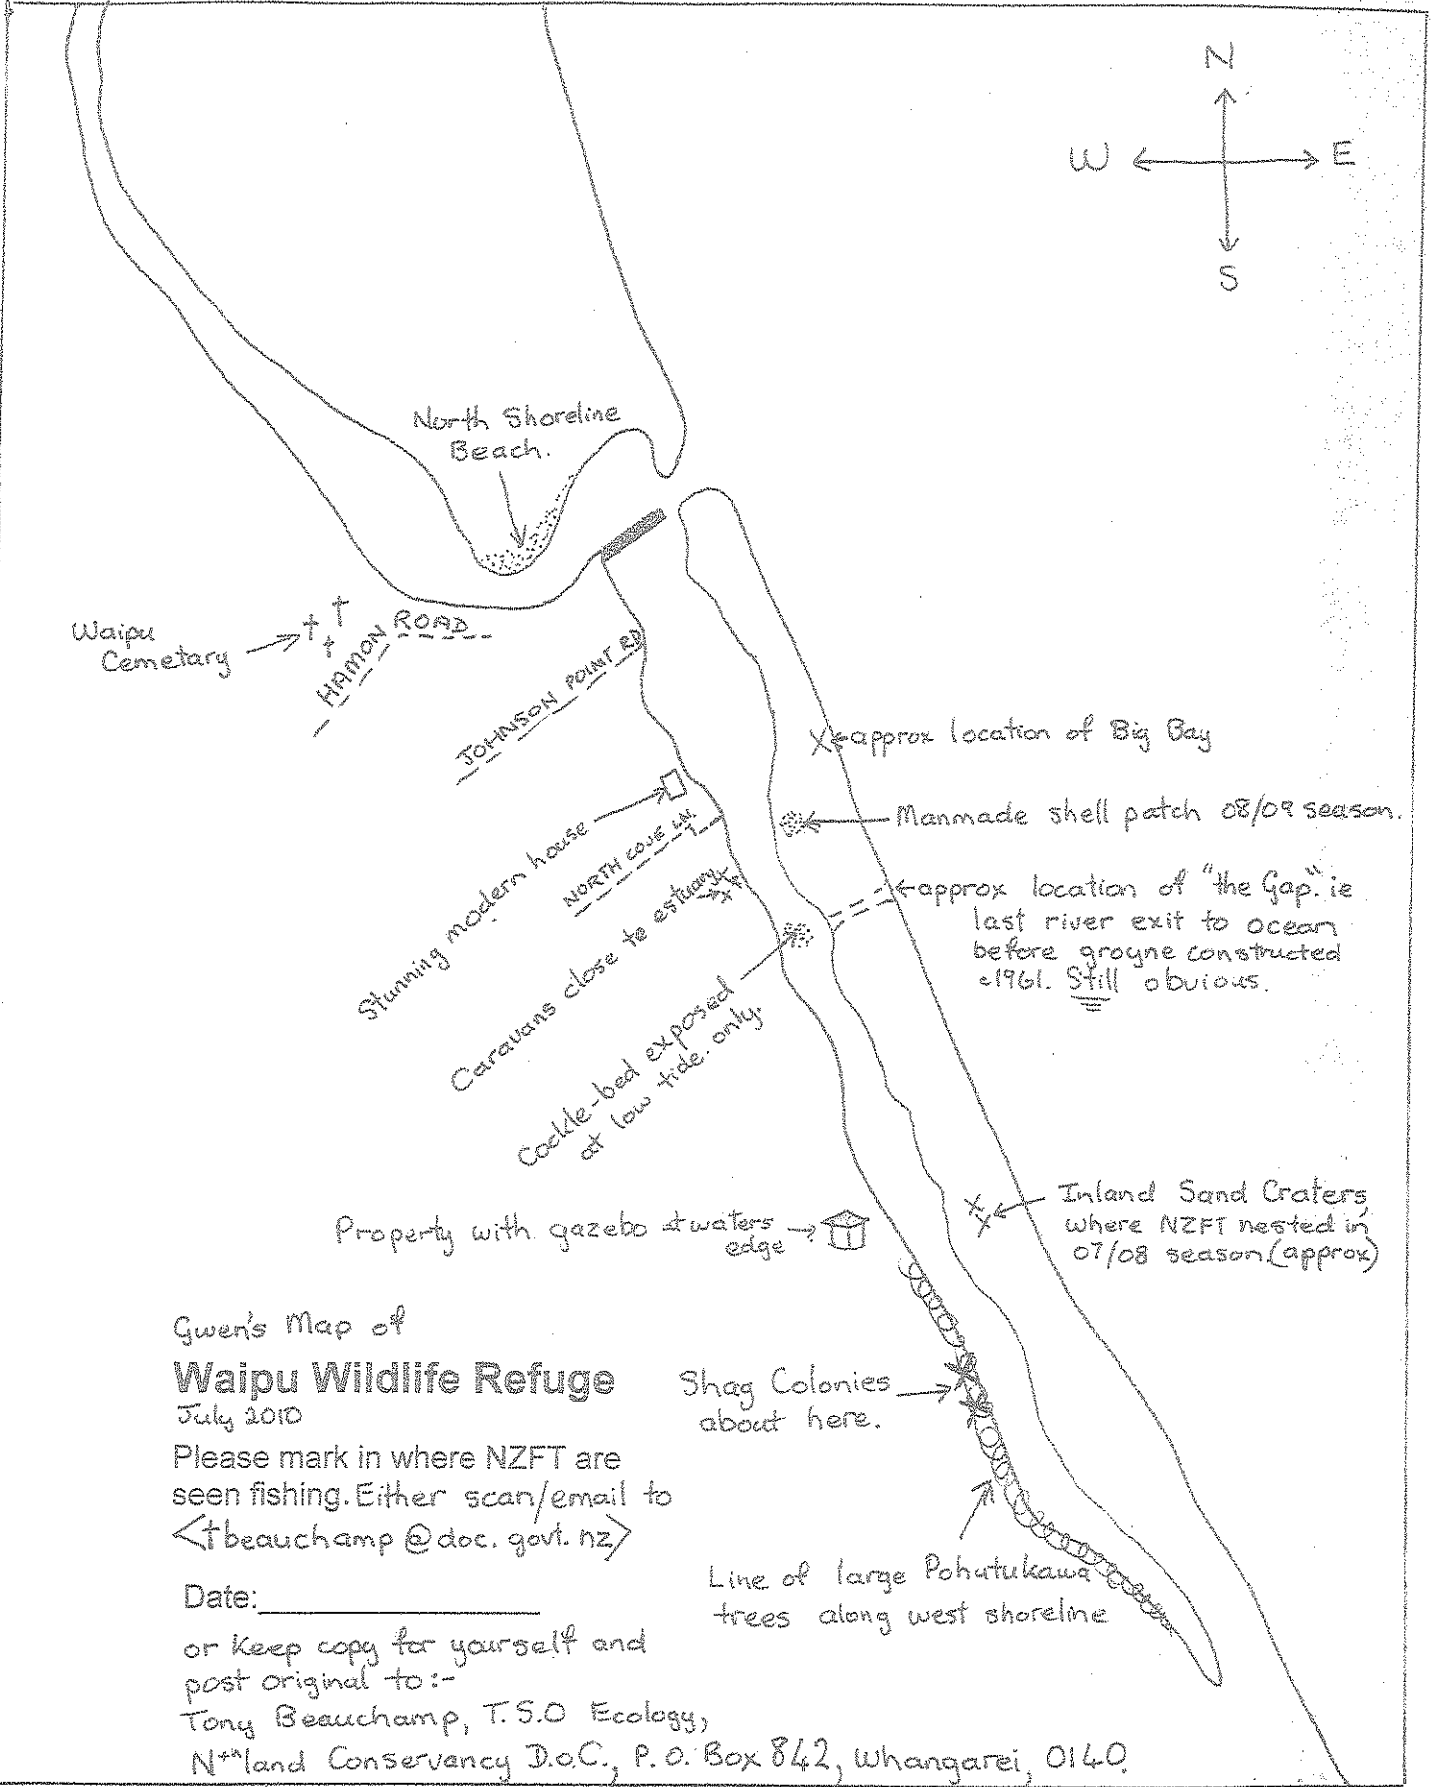 N
W
E
S
North Shoreline
Beach.
Waipu
Cemetary
HAMON ROAD
JOHNSON POINT RD
approx location of Big Bay
Manmade shell patch 08/09 season.
Stunning modern house
NORTH COVE LN.
approx location of "the Gap." ie
last river exit to ocean
before groyne constructed
c1961. Still obvious.
Caravans close to estuary
Cockle-bed exposed
at low tide only.
Property with gazebo at waters
edge
Inland Sand Craters
where NZFT nested in
07/08 season (approx)
Gwen's Map of
Waipu Wildlife Refuge
July 2010
Please mark in where NZFT are
seen fishing. Either scan/email to
<tbeauchamp@doc.govt.nz>
Date:
or Keep copy for yourself and
post original to:-
Tony Beauchamp, T.S.O Ecology,
Nthland Conservancy D.o.C., P.O. Box 842, Whangarei, 0140.
Shag Colonies
about here.
Line of large Pohutukawa
trees along west shoreline